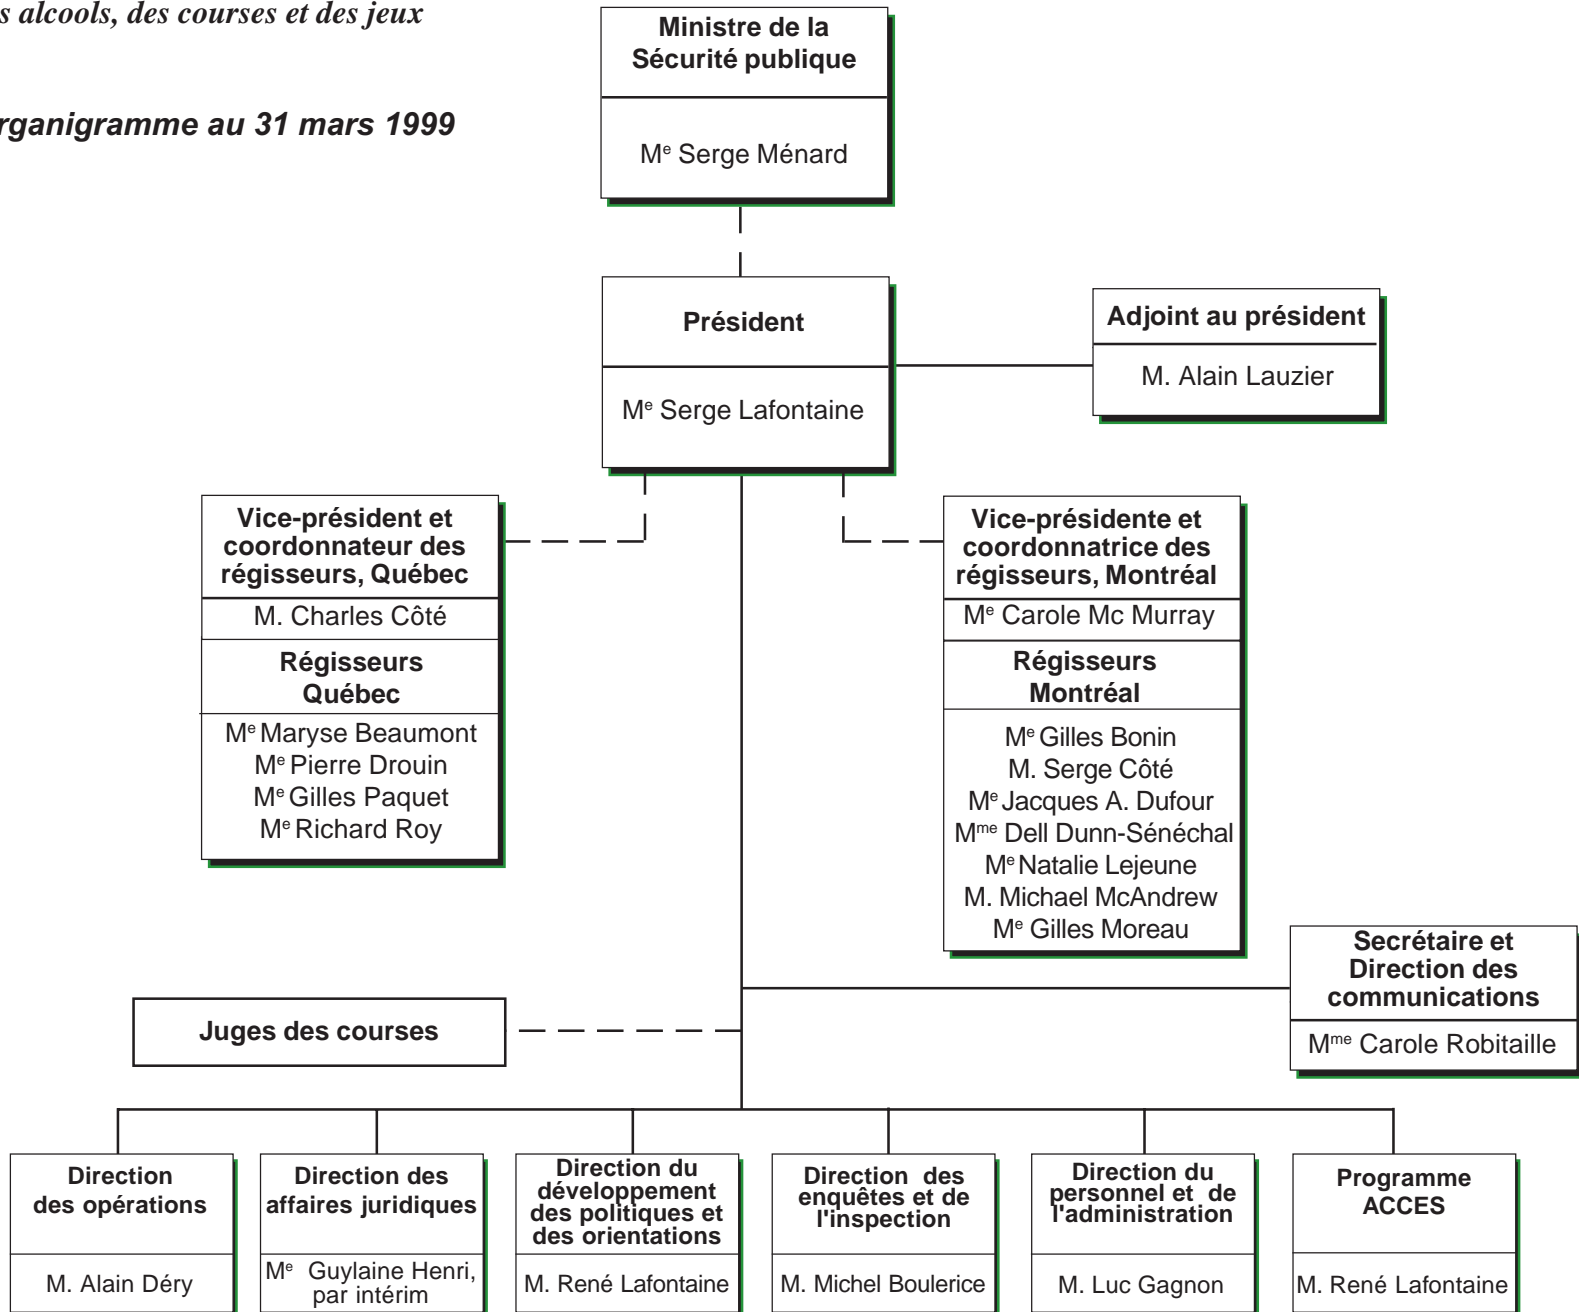 s alcools, des courses et des jeux
rganigramme au 31 mars 1999
Ministre de la
Sécurité publique
Me Serge Ménard
Président
Me Serge Lafontaine
Adjoint au président
M. Alain Lauzier
Vice-président et
coordonnateur des
régisseurs, Québec
M. Charles Côté
Régisseurs
Québec
Me Maryse Beaumont
Me Pierre Drouin
Me Gilles Paquet
Me Richard Roy
Vice-présidente et
coordonnatrice des
régisseurs, Montréal
Me Carole Mc Murray
Régisseurs
Montréal
Me Gilles Bonin
M. Serge Côté
Me Jacques A. Dufour
Mme Dell Dunn-Sénéchal
Me Natalie Lejeune
M. Michael McAndrew
Me Gilles Moreau
Secrétaire et
Direction des
communications
Mme Carole Robitaille
Juges des courses
Direction
des opérations
M. Alain Déry
Direction des
affaires juridiques
Me Guylaine Henri,
par intérim
Direction du
développement
des politiques et
des orientations
M. René Lafontaine
Direction des
enquêtes et de
l'inspection
M. Michel Boulerice
Direction du
personnel et de
l'administration
M. Luc Gagnon
Programme
ACCES
M. René Lafontaine